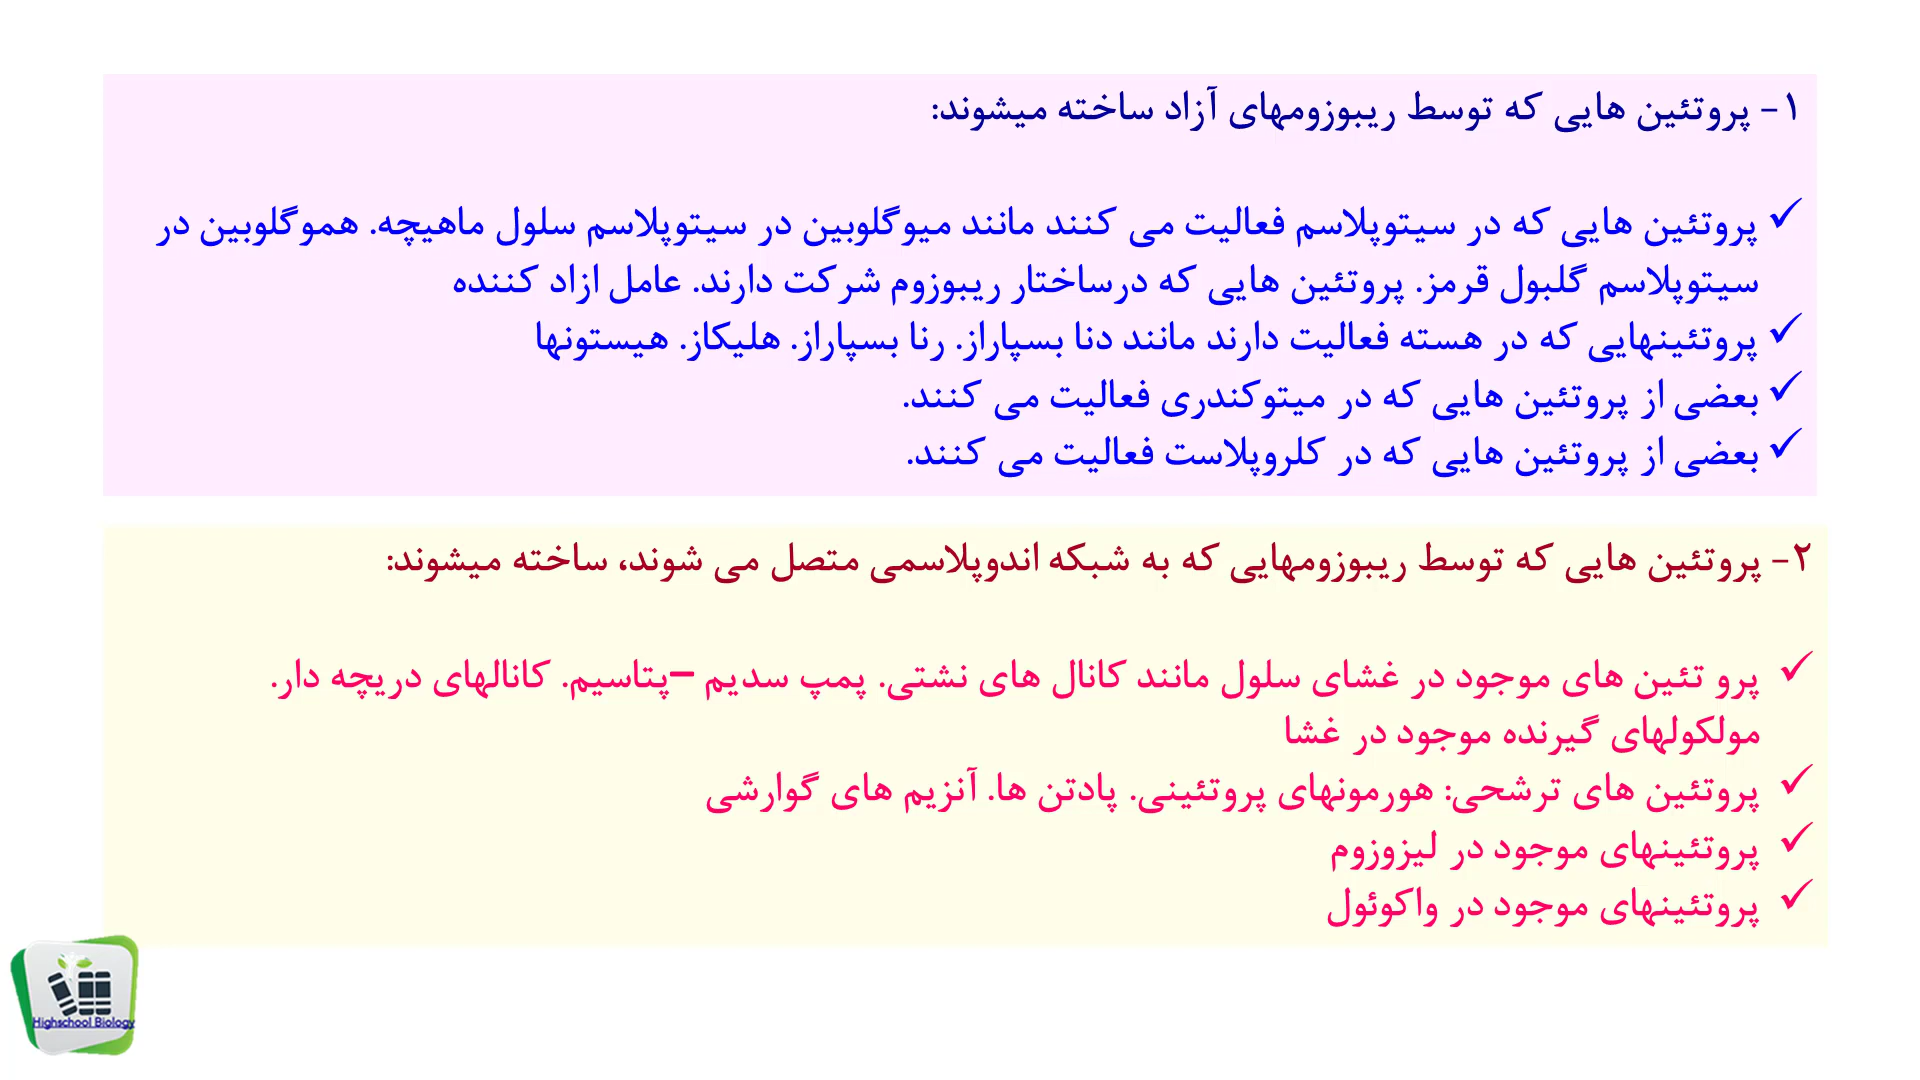 ۱- پروتئین هایی که توسط ریبوزومهای آزاد ساخته میشوند:
✓ پروتئین هایی که در سیتوپلاسم فعالیت می کنند مانند میوگلوبین در سیتوپلاسم سلول ماهیچه. هموگلوبین در
سیتوپلاسم گلبول قرمز. پروتئین هایی که درساختار ریبوزوم شرکت دارند. عامل ازاد کننده
✓ پروتئینهایی که در هسته فعالیت دارند مانند دنا بسپاراز. رنا بسپاراز. هلیکاز. هیستونها
✓ بعضی از پروتئین هایی که در میتوکندری فعالیت می کنند.
✓ بعضی از پروتئین هایی که در کلروپلاست فعالیت می کنند.
۲- پروتئین هایی که توسط ریبوزومهایی که به شبکه اندوپلاسمی متصل می شوند، ساخته میشوند:
✓ پرو تئین های موجود در غشای سلول مانند کانال های نشتی. پمپ سدیم –پتاسیم. کانالهای دریچه دار.
مولکولهای گیرنده موجود در غشا
✓ پروتئین های ترشحی: هورمونهای پروتئینی. پادتن ها. آنزیم های گوارشی
✓ پروتئینهای موجود در لیزوزوم
✓ پروتئینهای موجود در واکوئول
Highschool Biology